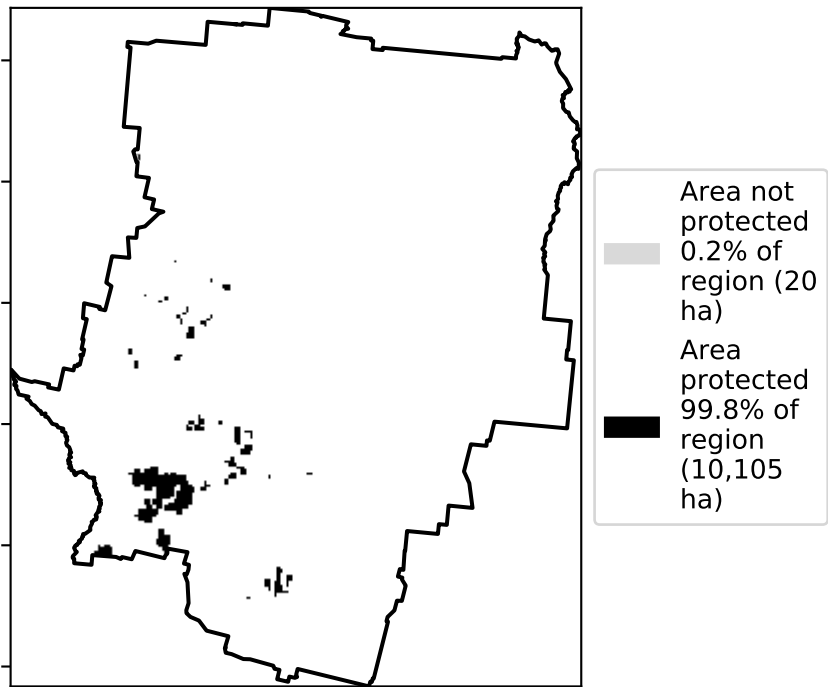 Area not
protected
0.2% of
region (20
ha)
Area
protected
99.8% of
region
(10,105
ha)